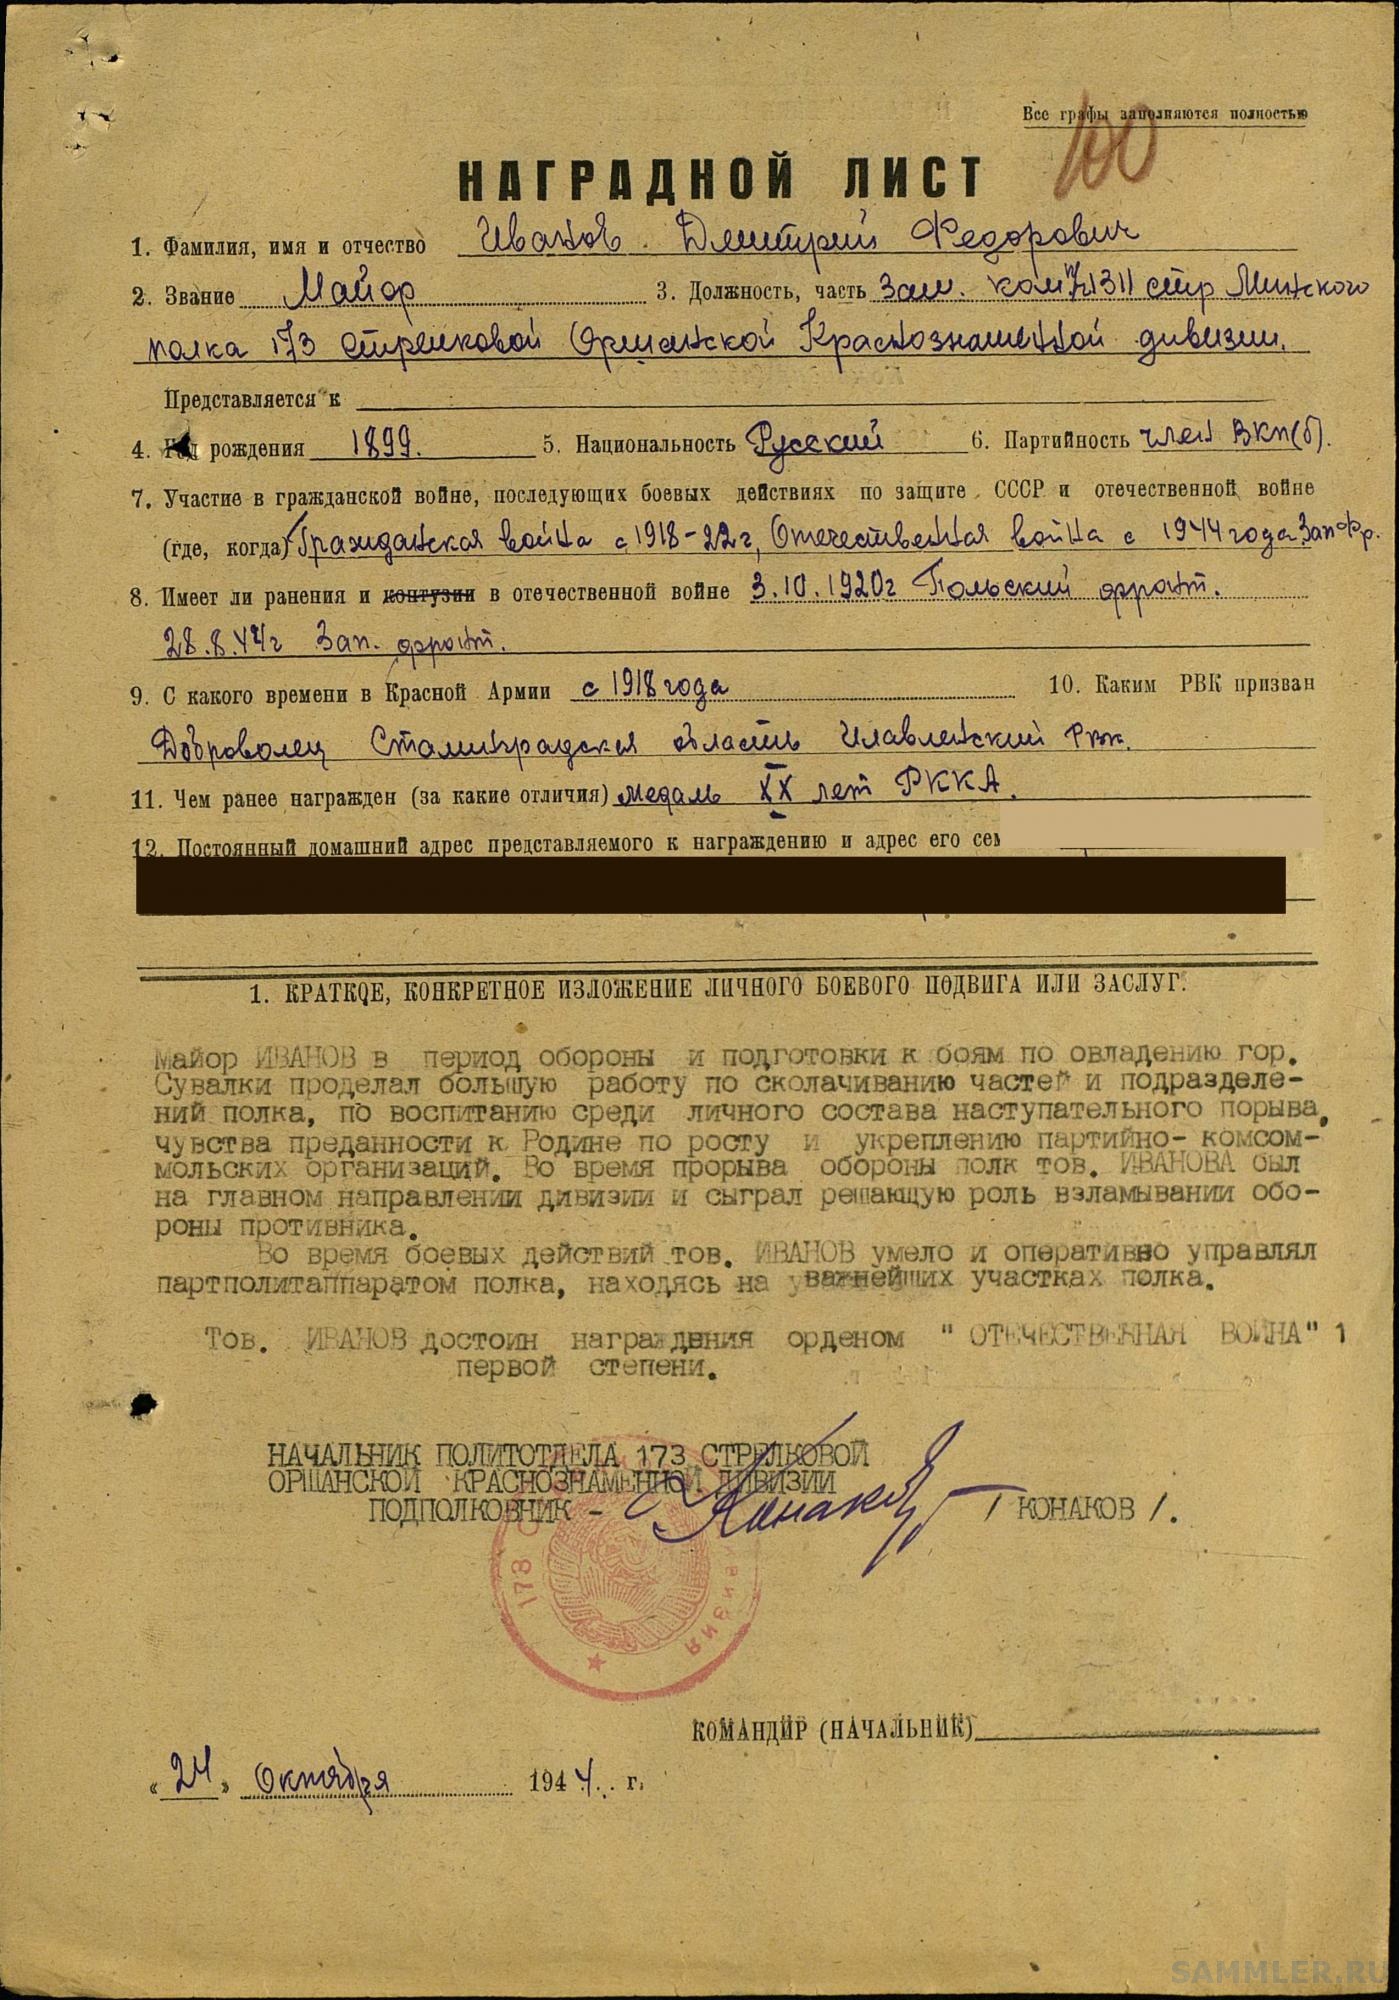 Все графы заполняются полностью
100
НАГРАДНОЙ ЛИСТ
1. Фамилия, имя и отчество Иванов Дмитрий Федорович
2. Звание Майор 3. Должность, часть Зам. ком. 1311 стр Минского
полка 173 стрелковой Оршанской Краснознаменной дивизии.
Представляется к
4. Год рождения 1899. 5. Национальность Русский 6. Партийность член ВКП(б).
7. Участие в гражданской войне, последующих боевых действиях по защите СССР и отечественной войне
(где, когда) Гражданская война с 1918-22г, Отечественная война с 1944 года Зап Фр.
8. Имеет ли ранения и контузии в отечественной войне 3.10.1920г Польский фронт.
28.8.44г Зап. фронт.
9. С какого времени в Красной Армии с 1918 года 10. Каким РВК призван
Доброволец Сталинградская область Иловлинский Рвк.
11. Чем ранее награжден (за какие отличия) медаль XX лет РККА.
12. Постоянный домашний адрес представляемого к награждению и адрес его сем
1. КРАТКОЕ, КОНКРЕТНОЕ ИЗЛОЖЕНИЕ ЛИЧНОГО БОЕВОГО ПОДВИГА ИЛИ ЗАСЛУГ.
Майор ИВАНОВ в период обороны и подготовки к боям по овладению гор.
Сувалки проделал большую работу по сколачиванию частей и подразделе-
ний полка, по воспитанию среди личного состава наступательного порыва,
чувства преданности к Родине по росту и укреплению партийно- комсом-
мольских организаций. Во время прорыва обороны полк тов. ИВАНОВА был
на главном направлении дивизии и сыграл решающую роль взламывании обо-
роны противника.
Во время боевых действий тов. ИВАНОВ умело и оперативно управлял
партполитаппаратом полка, находясь на важнейших участках полка.
Тов. ИВАНОВ достоин награждения орденом "ОТЕЧЕСТВЕННАЯ ВОЙНА" 1
первой степени.
НАЧАЛЬНИК ПОЛИТОТДЕЛА 173 СТРЕЛКОВОЙ
ОРШАНСКОЙ КРАСНОЗНАМЕННОЙ ДИВИЗИИ
ПОДПОЛКОВНИК - Конаков / КОНАКОВ /.
173 ДИВИЗИЯ
КОМАНДИР (НАЧАЛЬНИК)
"24" Октября 1944 г.
SAMMLER.RU